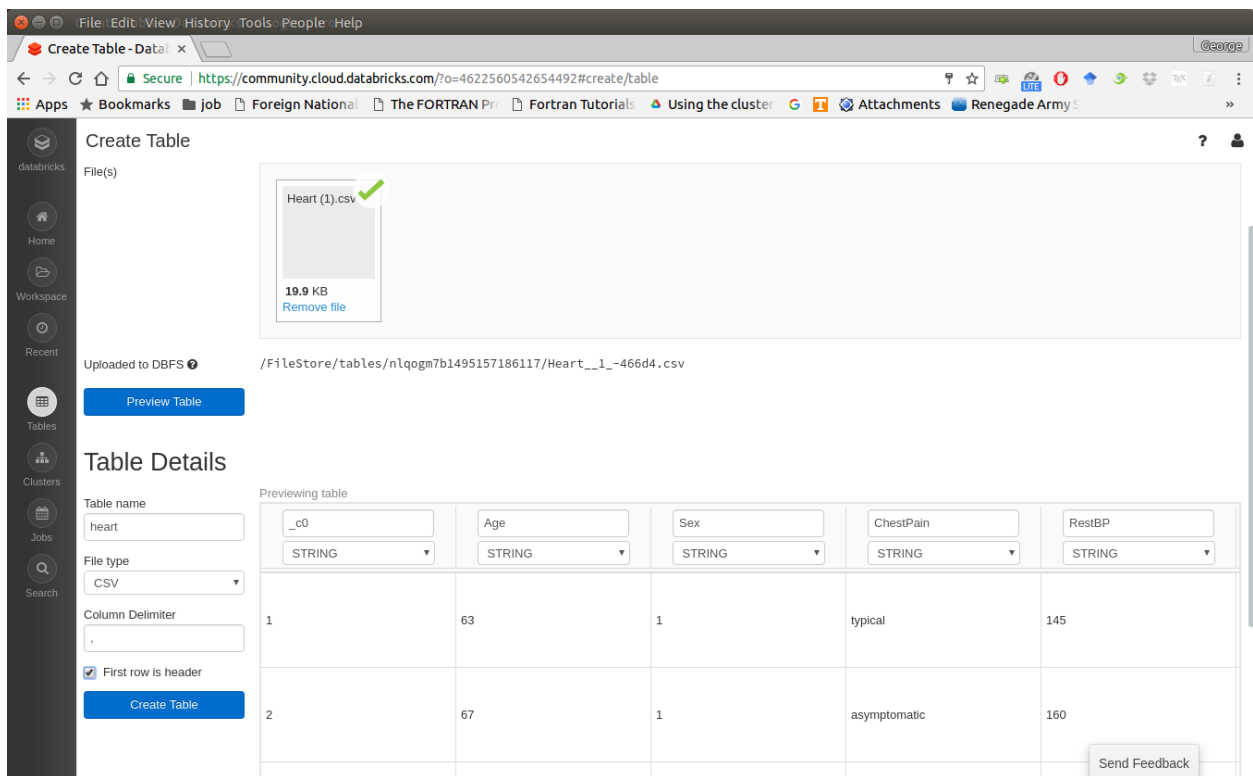 File Edit View History Tools People Help
Create Table - Datab
George
Secure | https://community.cloud.databricks.com/?o=4622560542654492#create/table
LITE
Apps Bookmarks job Foreign National The FORTRAN Pr Fortran Tutorials Using the cluster G T Attachments Renegade Army S »
databricks
Create Table
?
File(s)
Heart (1).csv
19.9 KB
Remove file
Home
Workspace
Recent
Uploaded to DBFS ?
/FileStore/tables/nlqogm7b1495157186117/Heart__1_-466d4.csv
Preview Table
Tables
Clusters
Jobs
Search
Table Details
Table name
heart
File type
CSV
Column Delimiter
,
First row is header
Create Table
Previewing table
_c0 Age Sex ChestPain RestBP
STRING STRING STRING STRING STRING
1 63 1 typical 145
2 67 1 asymptomatic 160
Send Feedback